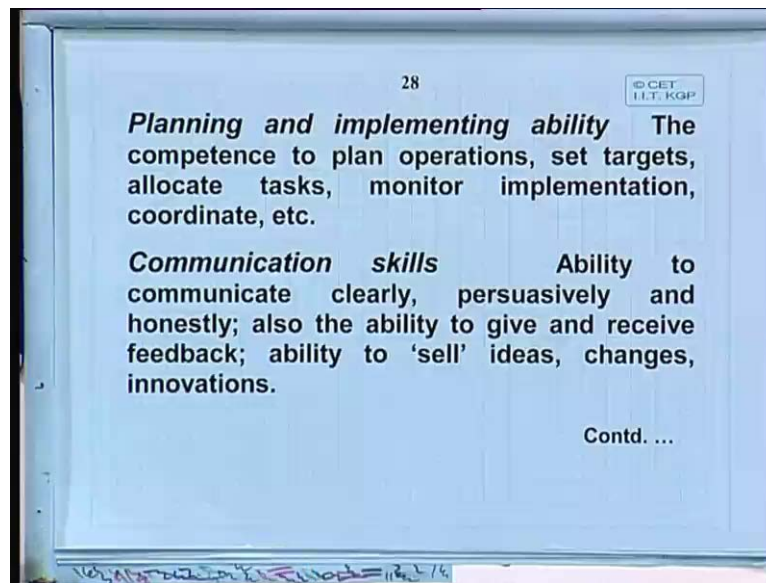 28
© CET
I.I.T. KGP
Planning and implementing ability The
competence to plan operations, set targets,
allocate tasks, monitor implementation,
coordinate, etc.
Communication skills Ability to
communicate clearly, persuasively and
honestly; also the ability to give and receive
feedback; ability to ‘sell’ ideas, changes,
innovations.
Contd. ...